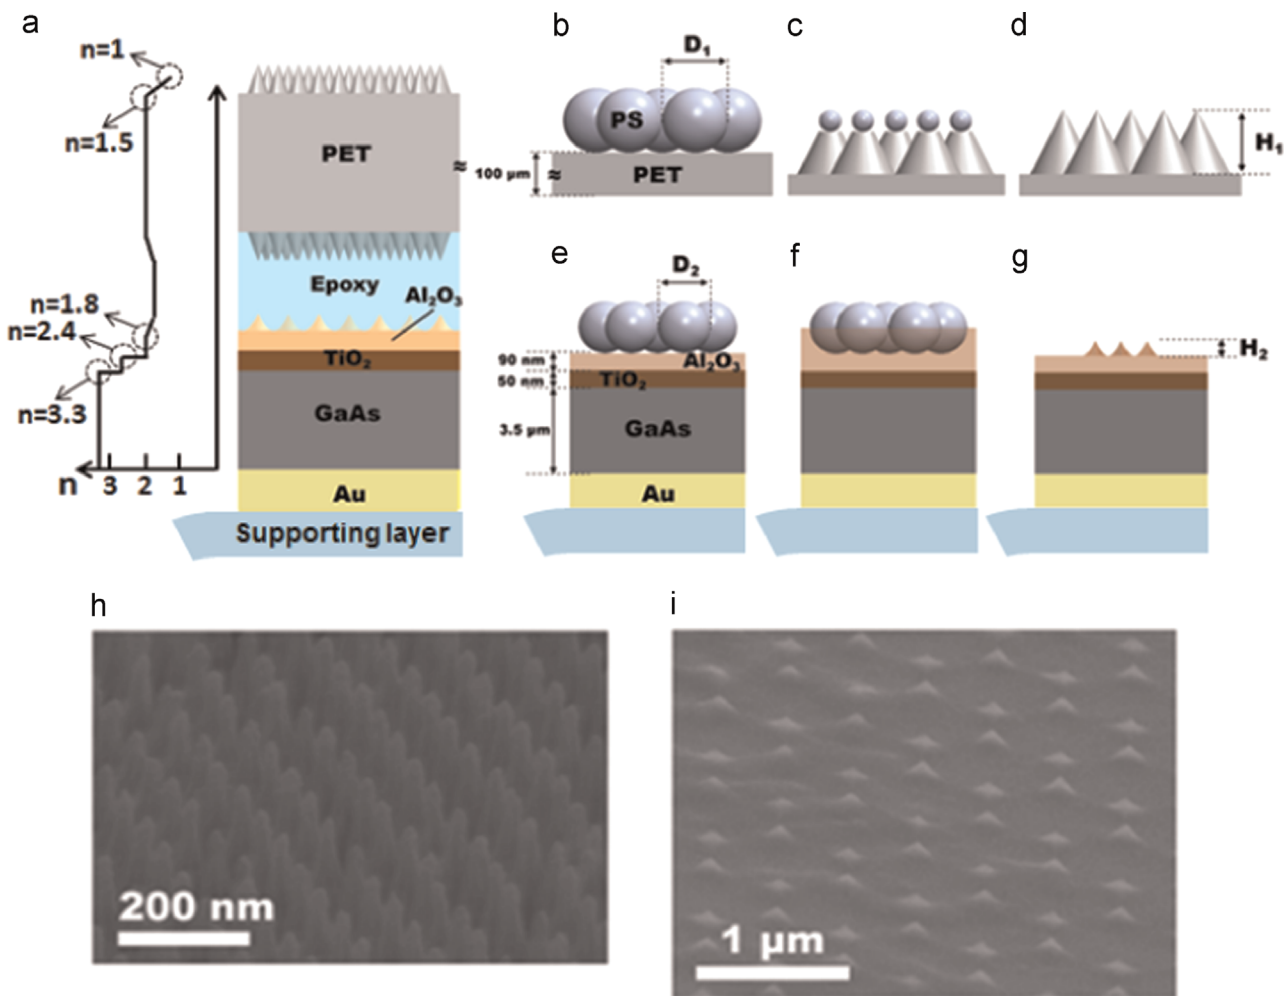 a
n=1
n=1.5
PET
Epoxy
Al₂O₃
n=1.8
n=2.4
TiO₂
n=3.3
GaAs
n 3 2 1
Au
Supporting layer
b
D₁
PS
≈ 100 μm ≈
PET
c
d
H₁
e
D₂
90 nm
Al₂O₃
50 nm
TiO₂
3.5 μm
GaAs
Au
f
g
H₂
h
200 nm
i
1 μm